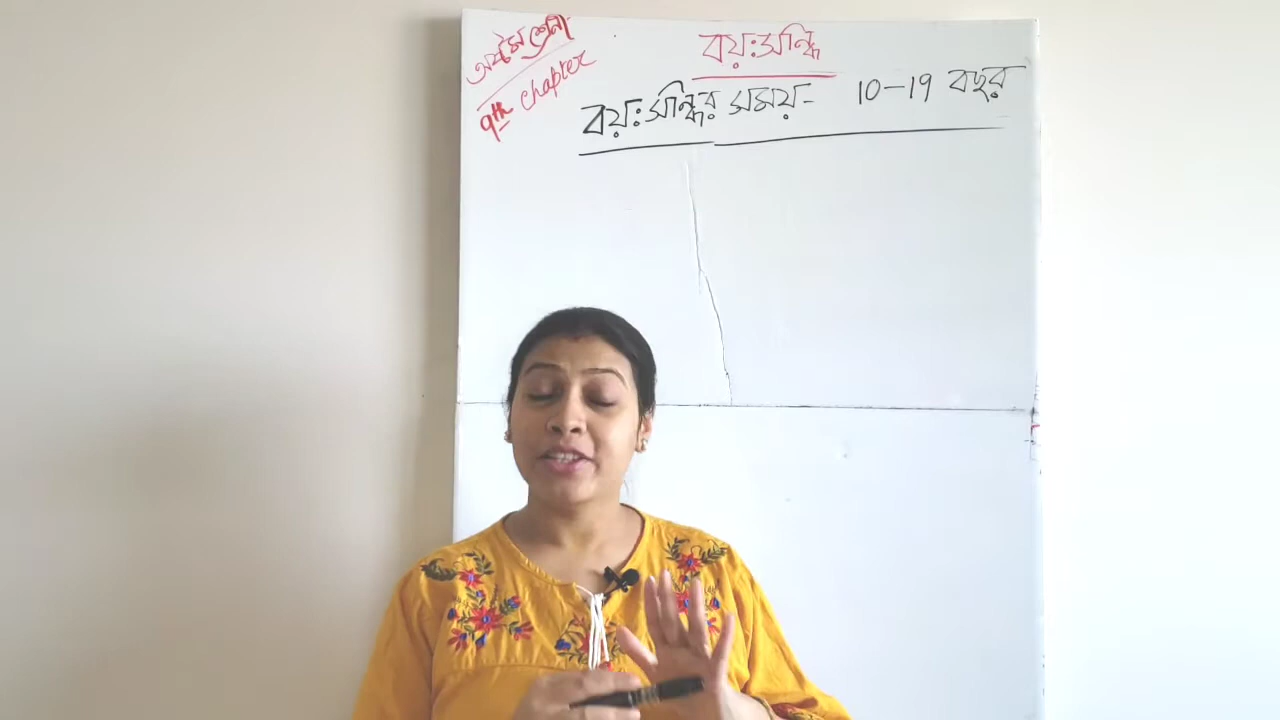 অষ্টম শ্রেনী
9th chapter
বয়ঃসন্ধি
বয়ঃসন্ধির সময়- 10-19 বছর